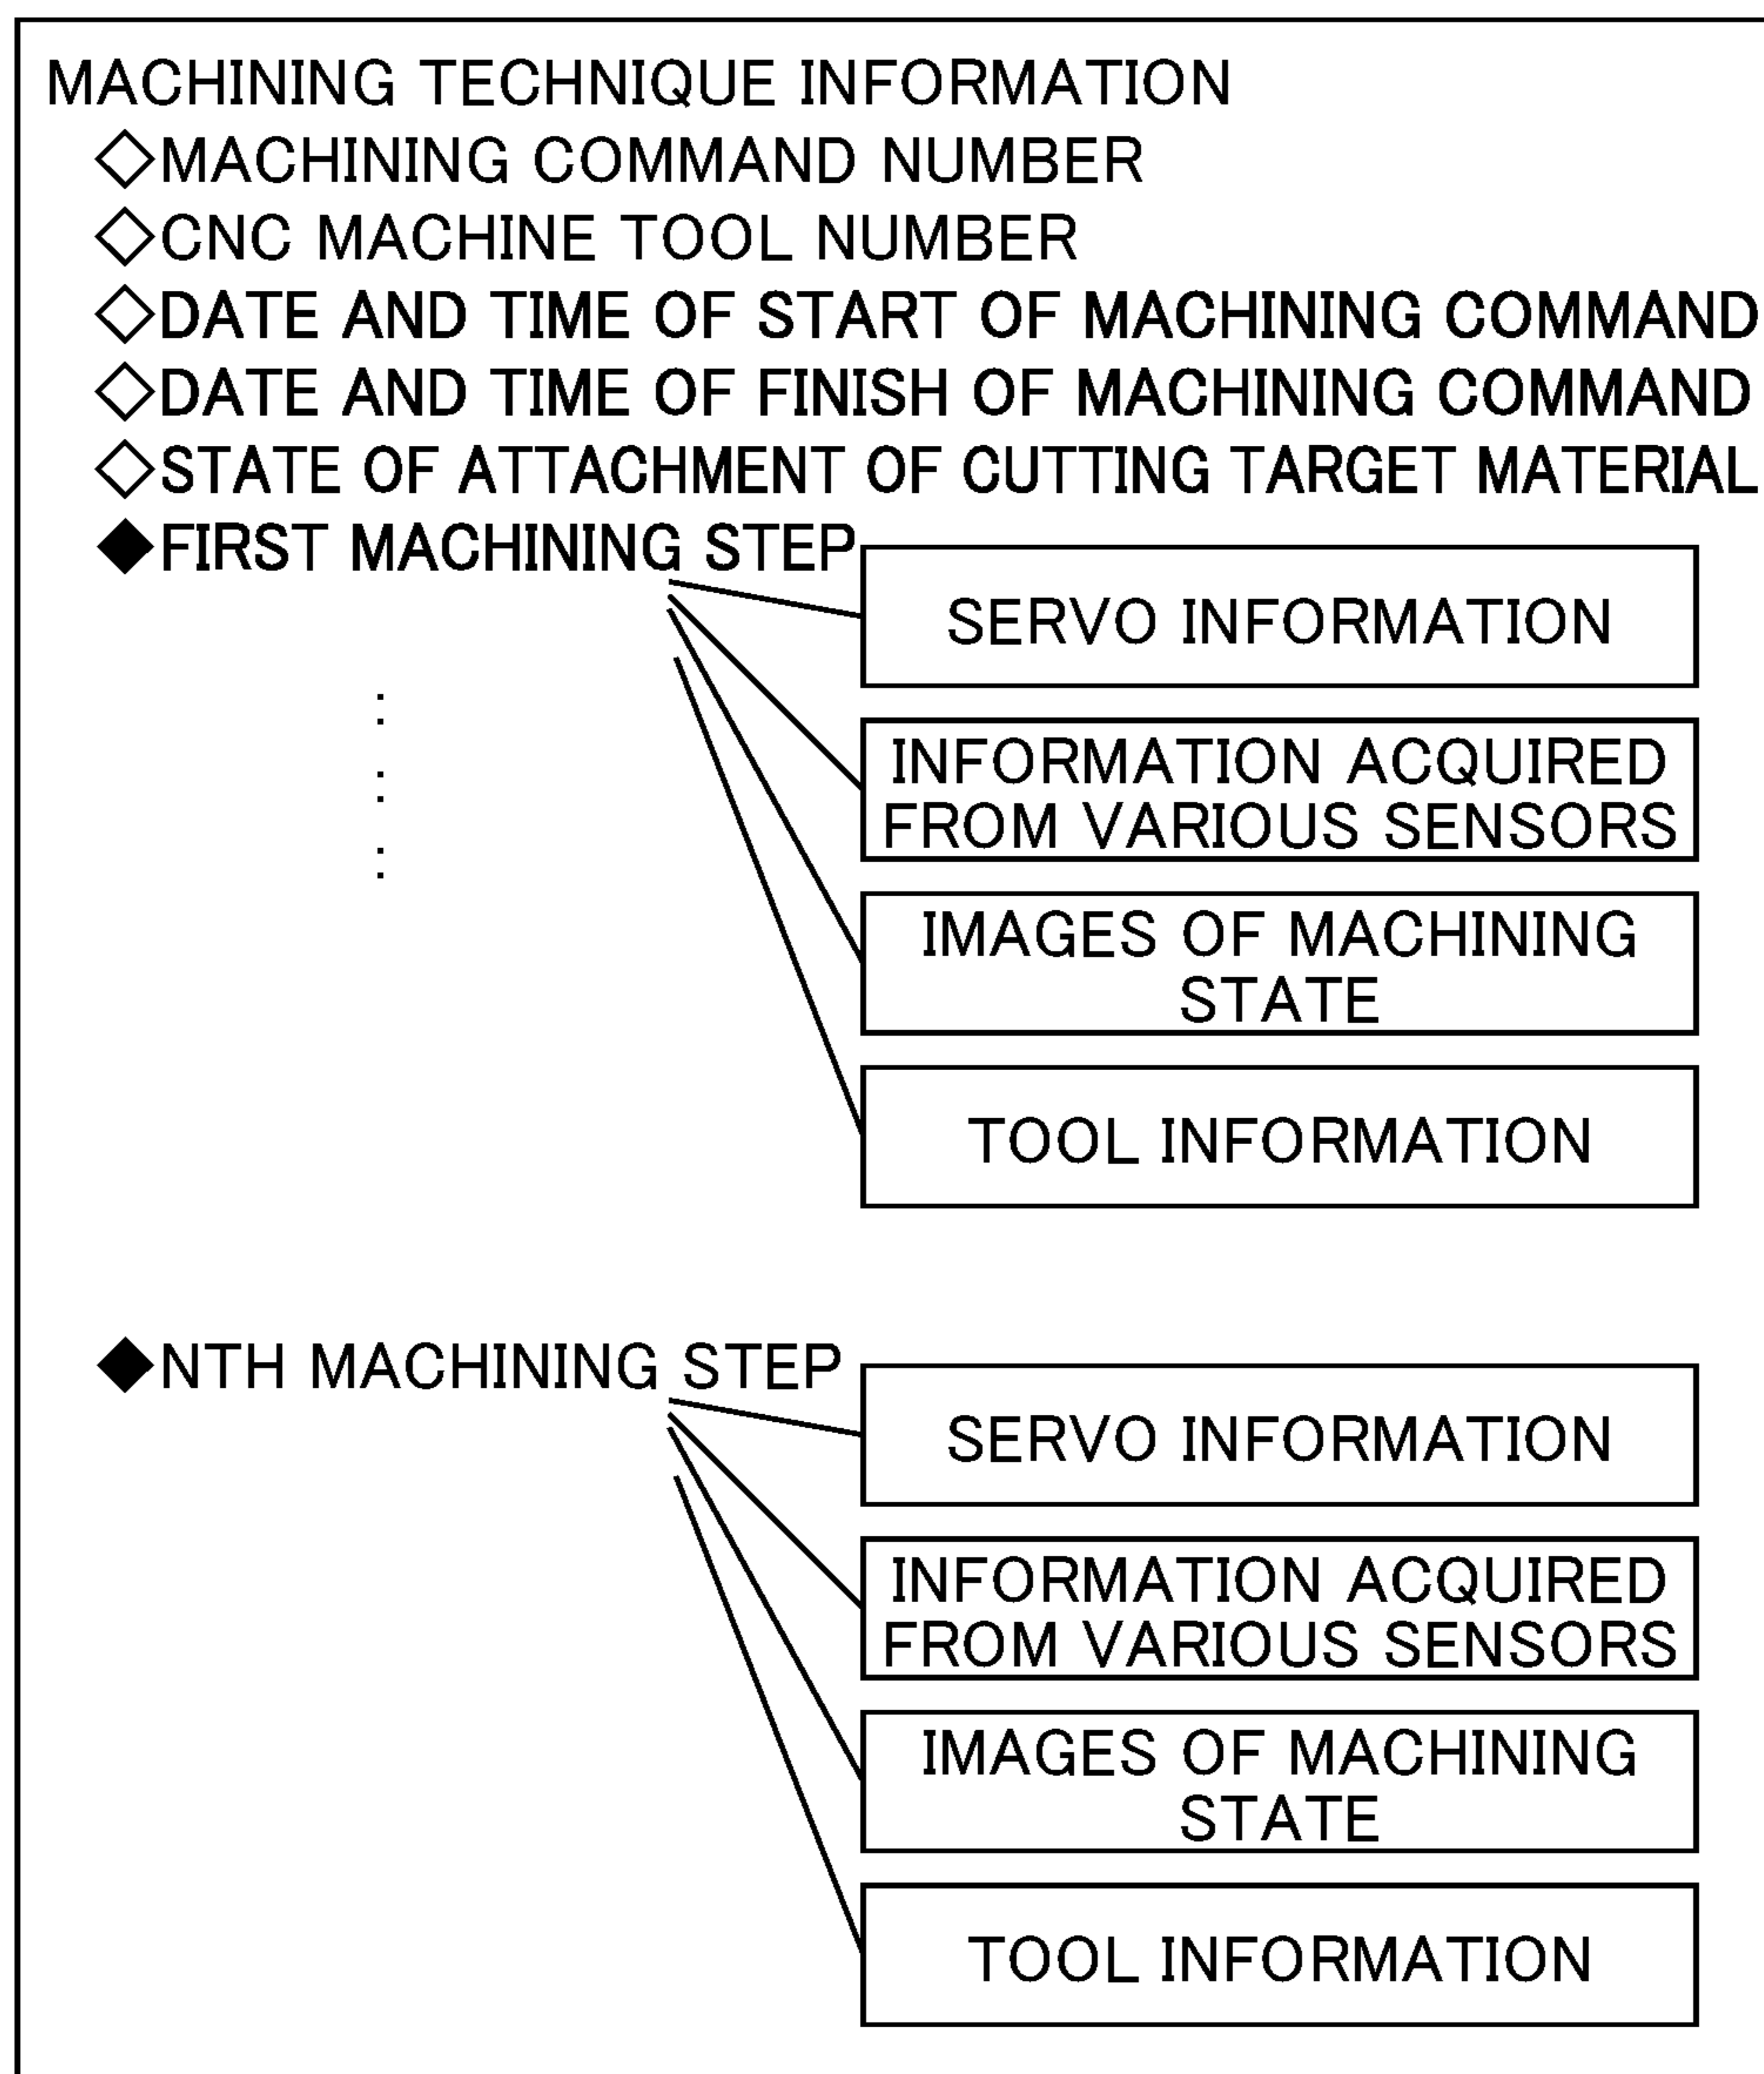 MACHINING TECHNIQUE INFORMATION
◇MACHINING COMMAND NUMBER
◇CNC MACHINE TOOL NUMBER
◇DATE AND TIME OF START OF MACHINING COMMAND
◇DATE AND TIME OF FINISH OF MACHINING COMMAND
◇STATE OF ATTACHMENT OF CUTTING TARGET MATERIAL
◆FIRST MACHINING STEP
SERVO INFORMATION
INFORMATION ACQUIRED
FROM VARIOUS SENSORS
IMAGES OF MACHINING
STATE
TOOL INFORMATION
:
:
:
◆NTH MACHINING STEP
SERVO INFORMATION
INFORMATION ACQUIRED
FROM VARIOUS SENSORS
IMAGES OF MACHINING
STATE
TOOL INFORMATION